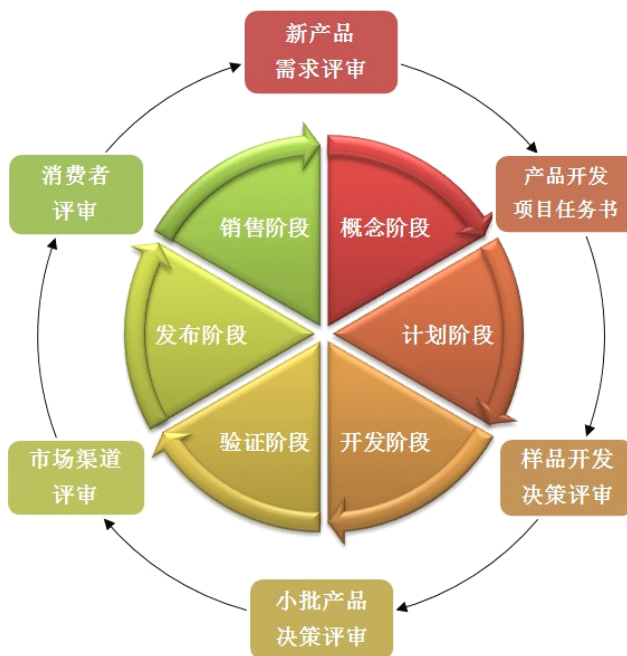 新产品
需求评审
消费者
评审
产品开发
项目任务书
销售阶段
概念阶段
发布阶段
计划阶段
验证阶段
开发阶段
市场渠道
评审
样品开发
决策评审
小批产品
决策评审